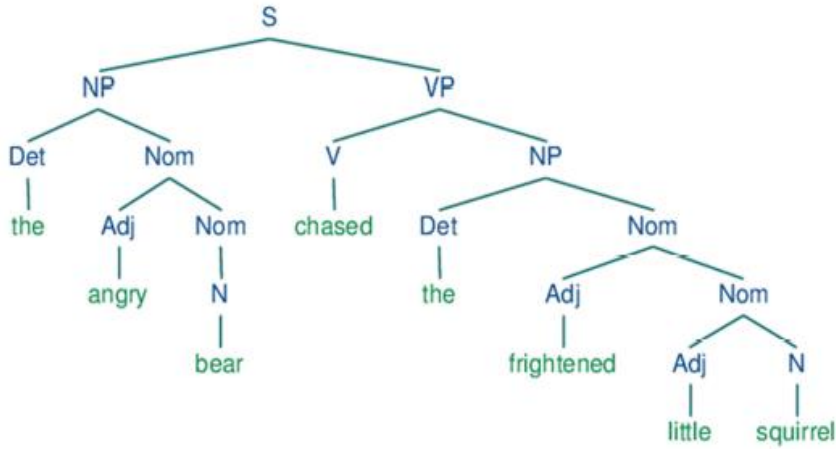 S
NP VP
Det Nom V NP
the Adj Nom chased Det Nom
angry N the Adj Nom
bear frightened Adj N
little squirrel